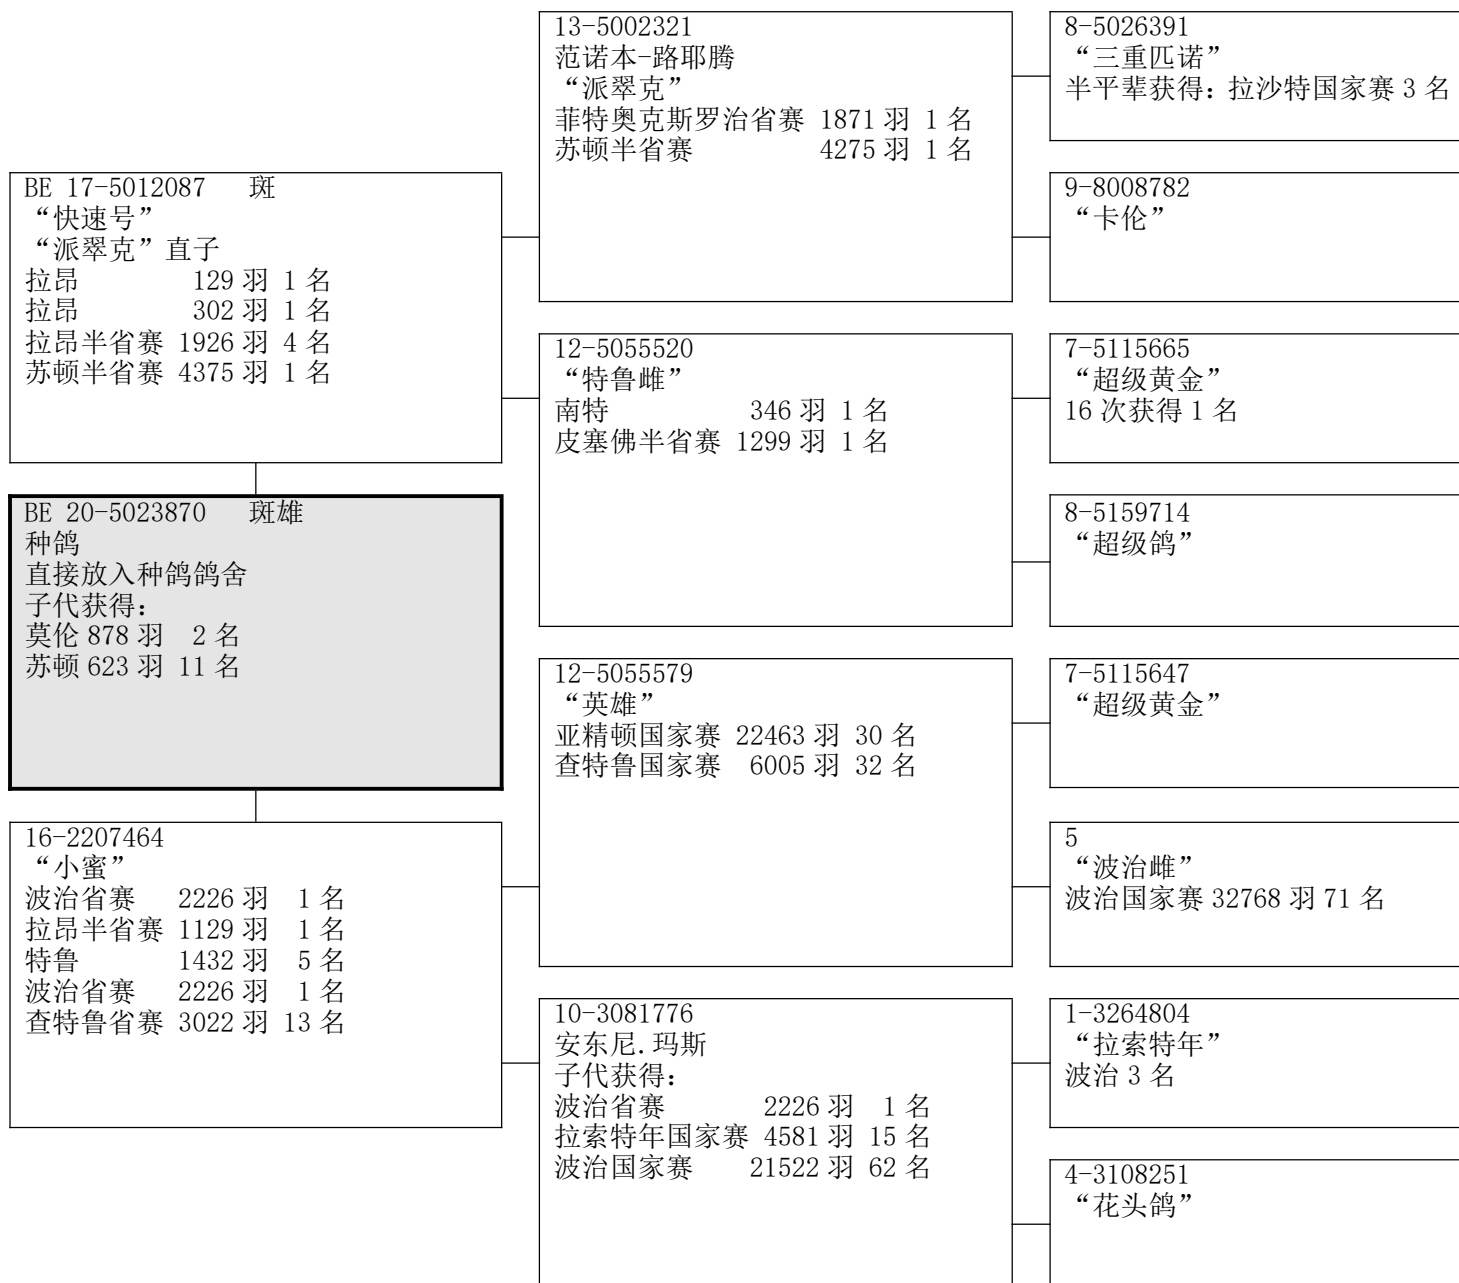 BE 17-5012087 斑
“快速号”
“派翠克”直子
拉昂 129 羽 1 名
拉昂 302 羽 1 名
拉昂半省赛 1926 羽 4 名
苏顿半省赛 4375 羽 1 名
BE 20-5023870 斑雄
种鸽
直接放入种鸽鸽舍
子代获得：
莫伦 878 羽 2 名
苏顿 623 羽 11 名
16-2207464
“小蜜”
波治省赛 2226 羽 1 名
拉昂半省赛 1129 羽 1 名
特鲁 1432 羽 5 名
波治省赛 2226 羽 1 名
查特鲁省赛 3022 羽 13 名
13-5002321
范诺本-路耶腾
“派翠克”
菲特奥克斯罗治省赛 1871 羽 1 名
苏顿半省赛 4275 羽 1 名
12-5055520
“特鲁雌”
南特 346 羽 1 名
皮塞佛半省赛 1299 羽 1 名
12-5055579
“英雄”
亚精顿国家赛 22463 羽 30 名
查特鲁国家赛 6005 羽 32 名
10-3081776
安东尼.玛斯
子代获得：
波治省赛 2226 羽 1 名
拉索特年国家赛 4581 羽 15 名
波治国家赛 21522 羽 62 名
8-5026391
“三重匹诺”
半平辈获得：拉沙特国家赛 3 名
9-8008782
“卡伦”
7-5115665
“超级黄金”
16 次获得 1 名
8-5159714
“超级鸽”
7-5115647
“超级黄金”
5
“波治雌”
波治国家赛 32768 羽 71 名
1-3264804
“拉索特年”
波治 3 名
4-3108251
“花头鸽”